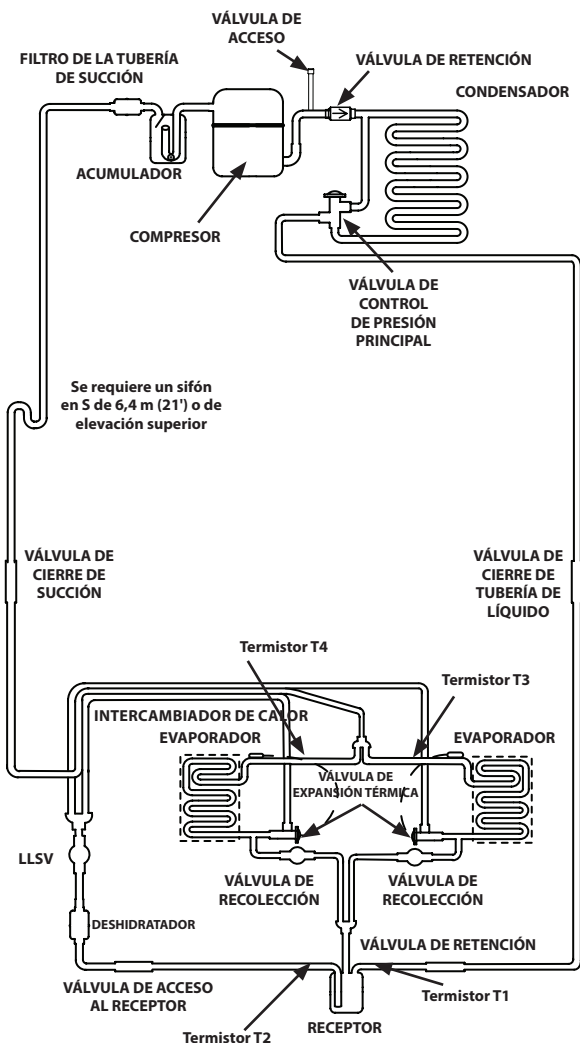 VÁLVULA DE
ACCESO
FILTRO DE LA TUBERÍA
DE SUCCIÓN
VÁLVULA DE RETENCIÓN
CONDENSADOR
ACUMULADOR
COMPRESOR
VÁLVULA DE
CONTROL
DE PRESIÓN
PRINCIPAL
Se requiere un sifón
en S de 6,4 m (21') o de
elevación superior
VÁLVULA DE
CIERRE DE
SUCCIÓN
VÁLVULA DE
CIERRE DE
TUBERÍA DE
LÍQUIDO
Termistor T4
Termistor T3
INTERCAMBIADOR DE CALOR
EVAPORADOR
EVAPORADOR
VÁLVULA DE
EXPANSIÓN TÉRMICA
LLSV
VÁLVULA DE
RECOLECCIÓN
VÁLVULA DE
RECOLECCIÓN
DESHIDRATADOR
VÁLVULA DE RETENCIÓN
VÁLVULA DE ACCESO
AL RECEPTOR
Termistor T1
RECEPTOR
Termistor T2